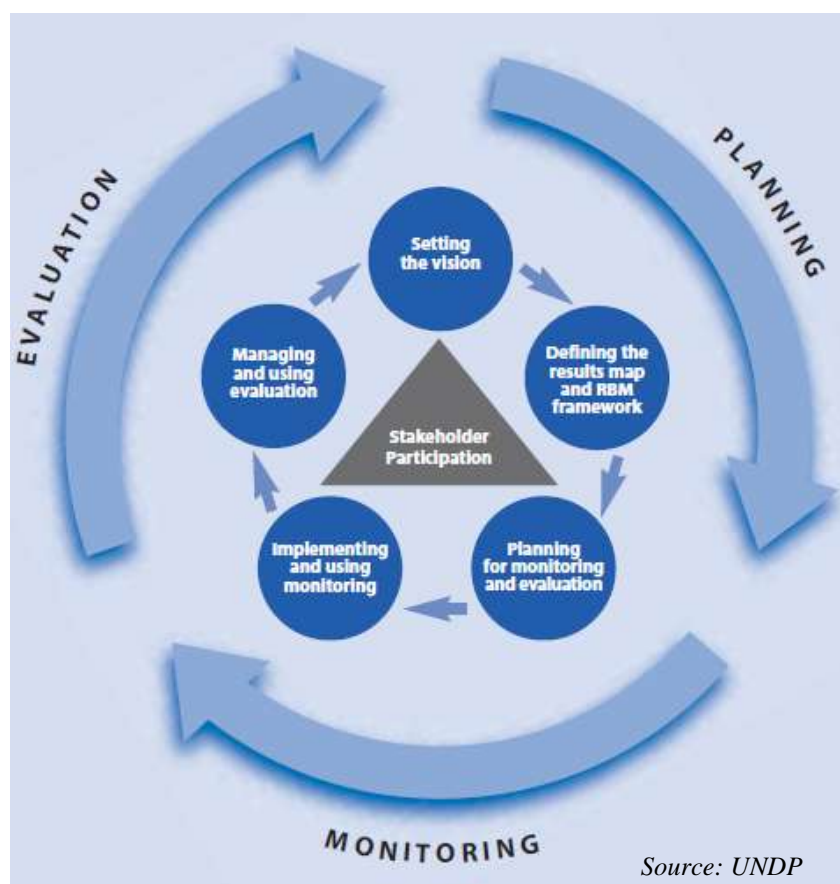 EVALUATION
PLANNING
Setting
the vision
Managing
and using
evaluation
Defining the
results map
and RBM
framework
Stakeholder
Participation
Implementing
and using
monitoring
Planning
for monitoring
and evaluation
MONITORING
Source: UNDP